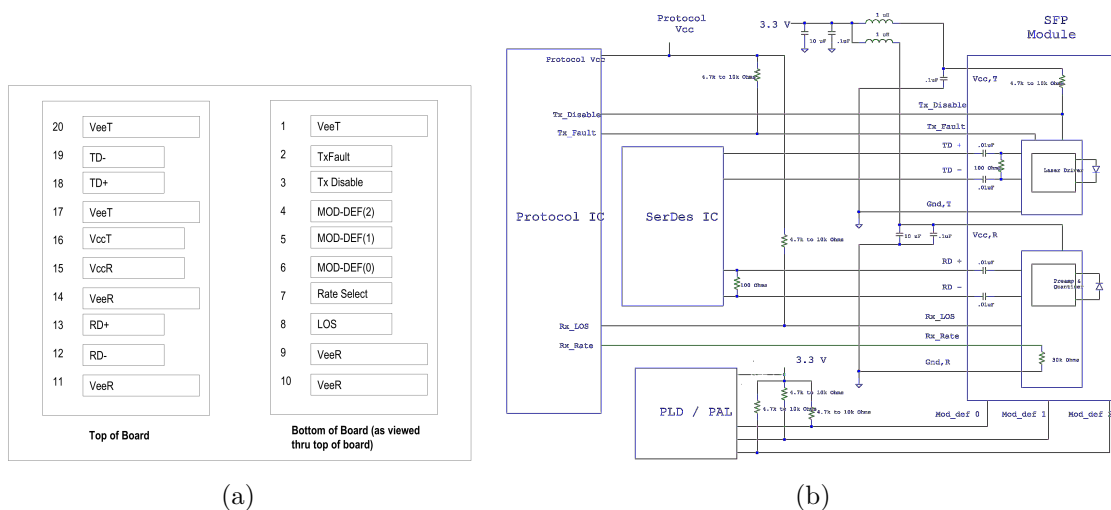 20 VeeT
19 TD-
18 TD+
17 VeeT
16 VccT
15 VccR
14 VeeR
13 RD+
12 RD-
11 VeeR
Top of Board
1 VeeT
2 TxFault
3 Tx Disable
4 MOD-DEF(2)
5 MOD-DEF(1)
6 MOD-DEF(0)
7 Rate Select
8 LOS
9 VeeR
10 VeeR
Bottom of Board (as viewed
thru top of board)
(a)
Protocol
Vcc
3.3 V
1 uH
SFP
Module
10 uF
.1uF
1 uH
Protocol Vcc
4.7k to 10k Ohms
.1uF
Vcc,T
4.7k to 10k Ohms
Tx_Disable
Tx_Disable
Tx_Fault
Tx_Fault
TD +
.01uF
100 Ohms
Laser Driver
TD -
.01uF
Protocol IC
SerDes IC
Gnd,T
10 uF
.1uF
Vcc,R
4.7k to 10k Ohms
RD +
.01uF
100 Ohms
Preamp &
Quantizer
RD -
.01uF
Rx_LOS
Rx_LOS
Rx_Rate
Rx_Rate
30k Ohms
Gnd,R
3.3 V
PLD / PAL
4.7k to 10k Ohms
4.7k to 10k Ohms
4.7k to 10k Ohms
Mod_def 0
Mod_def 1
Mod_def
(b)